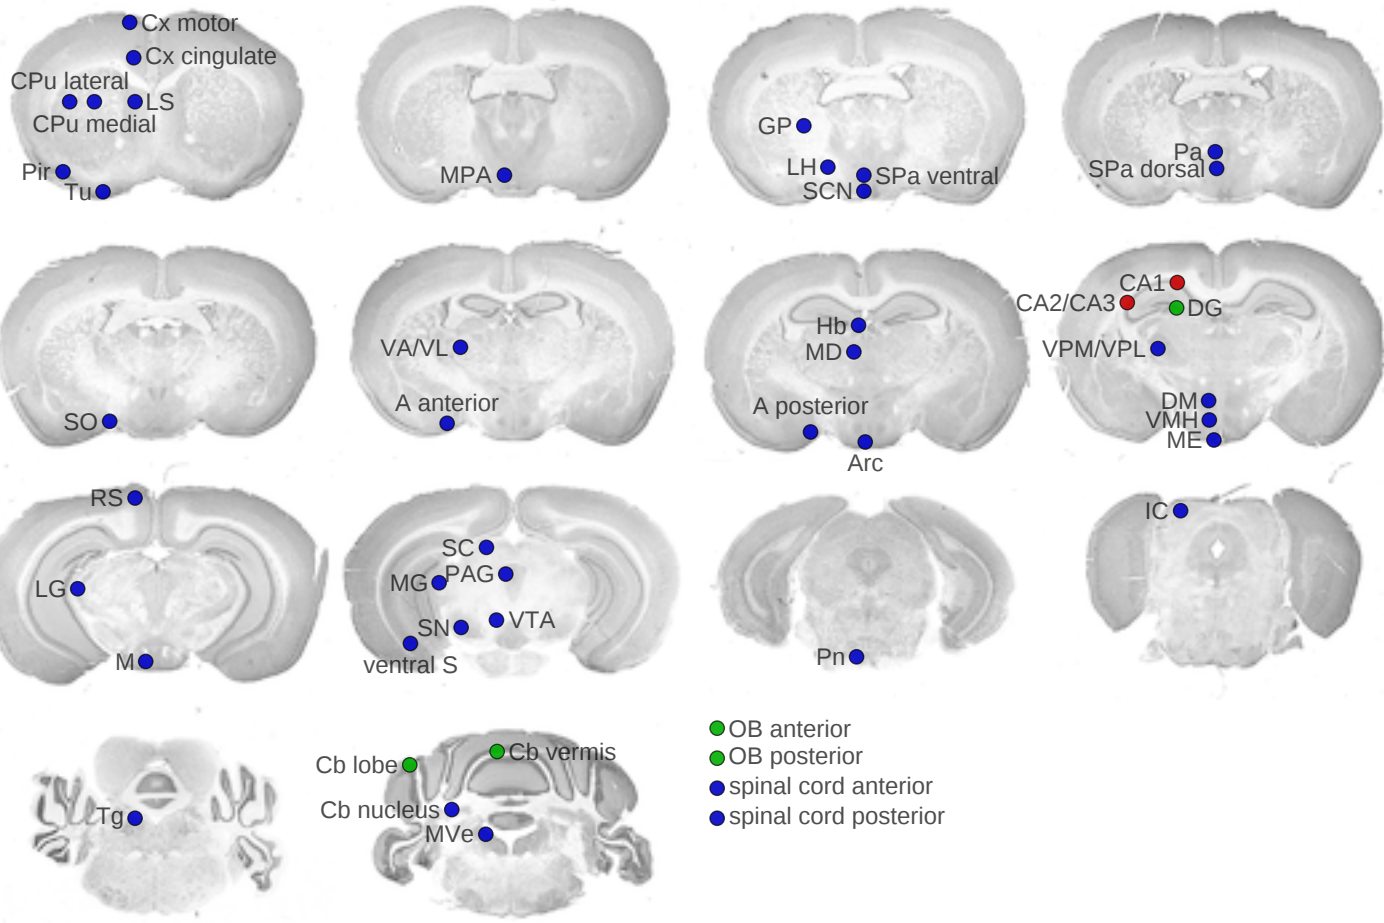 Cx motor
Cx cingulate
CPu lateral
LS
CPu medial
Pir
Tu
MPA
GP
LH
SPa ventral
SCN
Pa
SPa dorsal
SO
VA/VL
A anterior
Hb
MD
A posterior
Arc
CA1
CA2/CA3
DG
VPM/VPL
DM
VMH
ME
RS
LG
M
SC
MG
PAG
SN
VTA
ventral S
Pn
IC
Tg
Cb lobe
Cb vermis
Cb nucleus
MVe
OB anterior
OB posterior
spinal cord anterior
spinal cord posterior